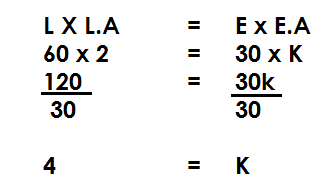 L X L.A = E x E.A
60 x 2 = 30 x K
120 = 30k
30 30
4 = K